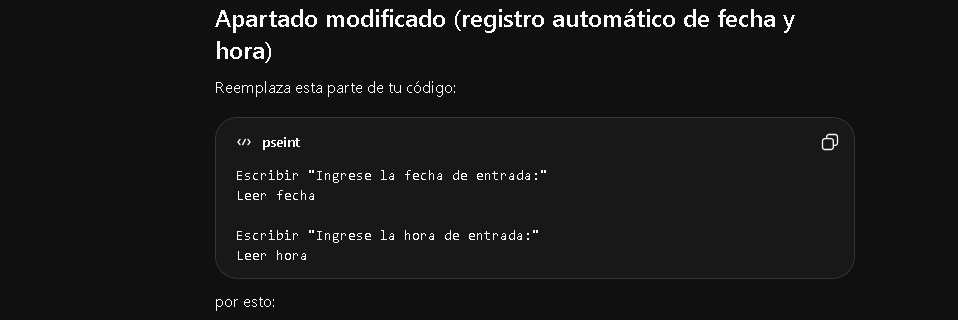 Apartado modificado (registro automático de fecha y
hora)
Reemplaza esta parte de tu código:
</> pseint
Escribir "Ingrese la fecha de entrada:"
Leer fecha
Escribir "Ingrese la hora de entrada:"
Leer hora
por esto: